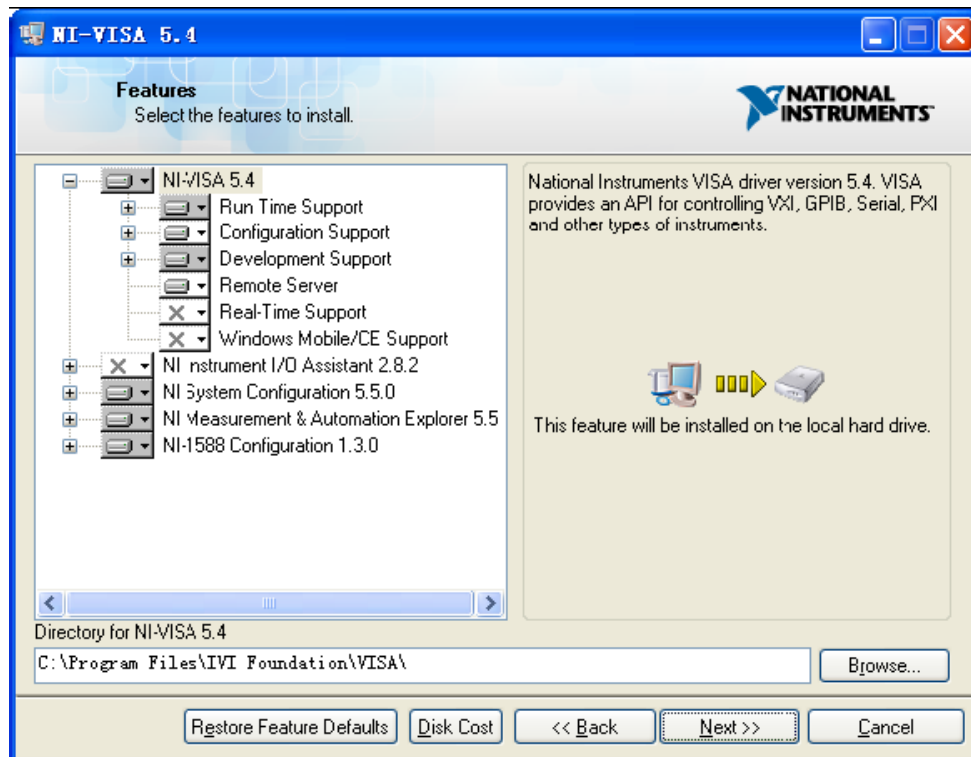 NI-VISA 5.4
Features
Select the features to install.
NATIONAL
INSTRUMENTS™
NI-VISA 5.4
Run Time Support
Configuration Support
Development Support
Remote Server
Real-Time Support
Windows Mobile/CE Support
NI Instrument I/O Assistant 2.8.2
NI System Configuration 5.5.0
NI Measurement & Automation Explorer 5.5
NI-1588 Configuration 1.3.0
National Instruments VISA driver version 5.4. VISA
provides an API for controlling VXI, GPIB, Serial, PXI
and other types of instruments.
This feature will be installed on the local hard drive.
Directory for NI-VISA 5.4
C:\Program Files\IVI Foundation\VISA\
Browse...
Restore Feature Defaults
Disk Cost
<< Back
Next >>
Cancel